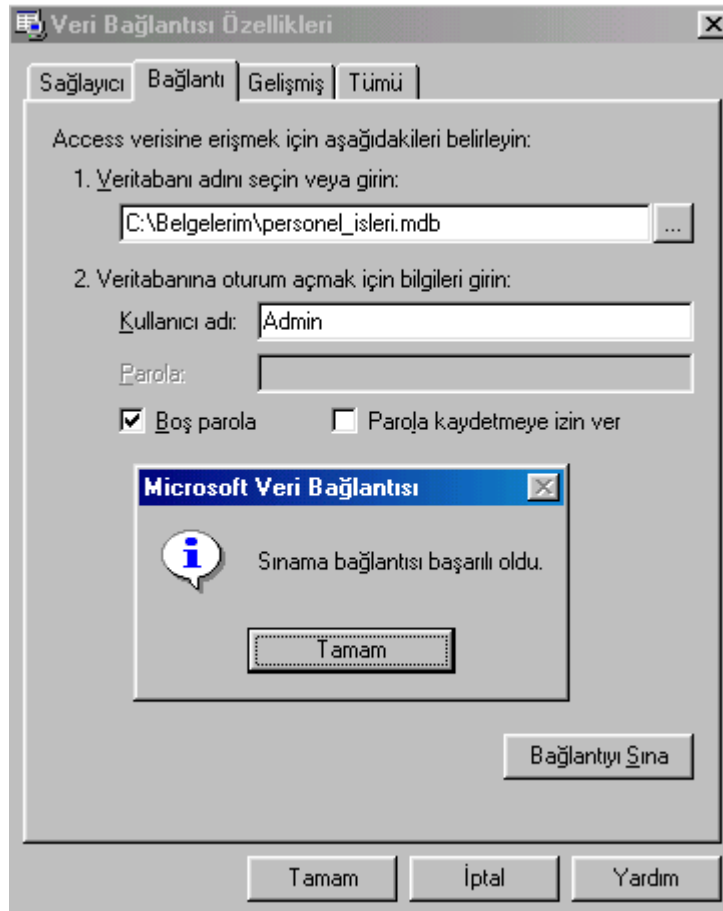 Veri Bağlantısı Özellikleri
Sağlayıcı Bağlantı Gelişmiş Tümü
Access verisine erişmek için aşağıdakileri belirleyin:
1. Veritabanı adını seçin veya girin:
C:\Belgelerim\personel_isleri.mdb ...
2. Veritabanına oturum açmak için bilgileri girin:
Kullanıcı adı: Admin
Parola:
Boş parola Parola kaydetmeye izin ver
Microsoft Veri Bağlantısı
Sınama bağlantısı başarılı oldu.
Tamam
Bağlantıyı Sına
Tamam İptal Yardım